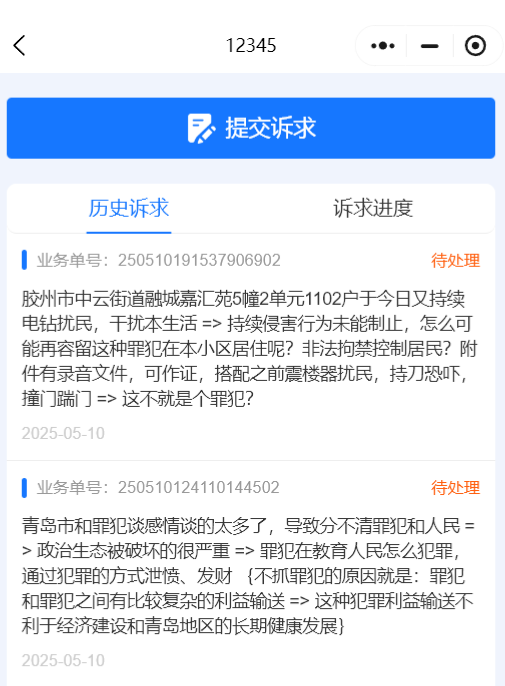 12345
提交诉求
历史诉求 诉求进度
业务单号：250510191537906902 待处理
胶州市中云街道融城嘉汇苑5幢2单元1102户于今日又持续
电钻扰民，干扰本生活 => 持续侵害行为未能制止，怎么可
能再容留这种罪犯在本小区居住呢？非法拘禁控制居民？附
件有录音文件，可作证，搭配之前震楼器扰民，持刀恐吓，
撞门踹门 => 这不就是个罪犯？
2025-05-10
业务单号：250510124110144502 待处理
青岛市和罪犯谈感情谈的太多了，导致分不清罪犯和人民 =
> 政治生态被破坏的很严重 => 罪犯在教育人民怎么犯罪，
通过犯罪的方式泄愤、发财 {不抓罪犯的原因就是：罪犯
和罪犯之间有比较复杂的利益输送 => 这种犯罪利益输送不
利于经济建设和青岛地区的长期健康发展}
2025-05-10